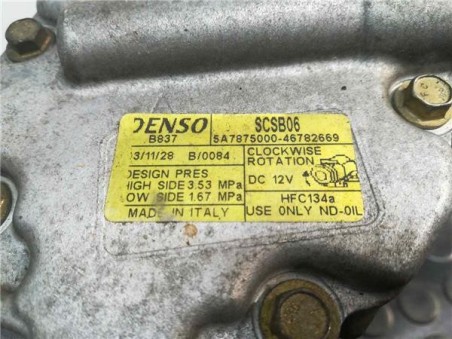 DENSO SCSB06
B837 SA7875000-46782669
3/11/28 B/0084 CLOCKWISE
ROTATION
DESIGN PRES DC 12V
HIGH SIDE 3.53 MPa
LOW SIDE 1.67 MPa HFC134a
MADE IN ITALY USE ONLY ND-OIL